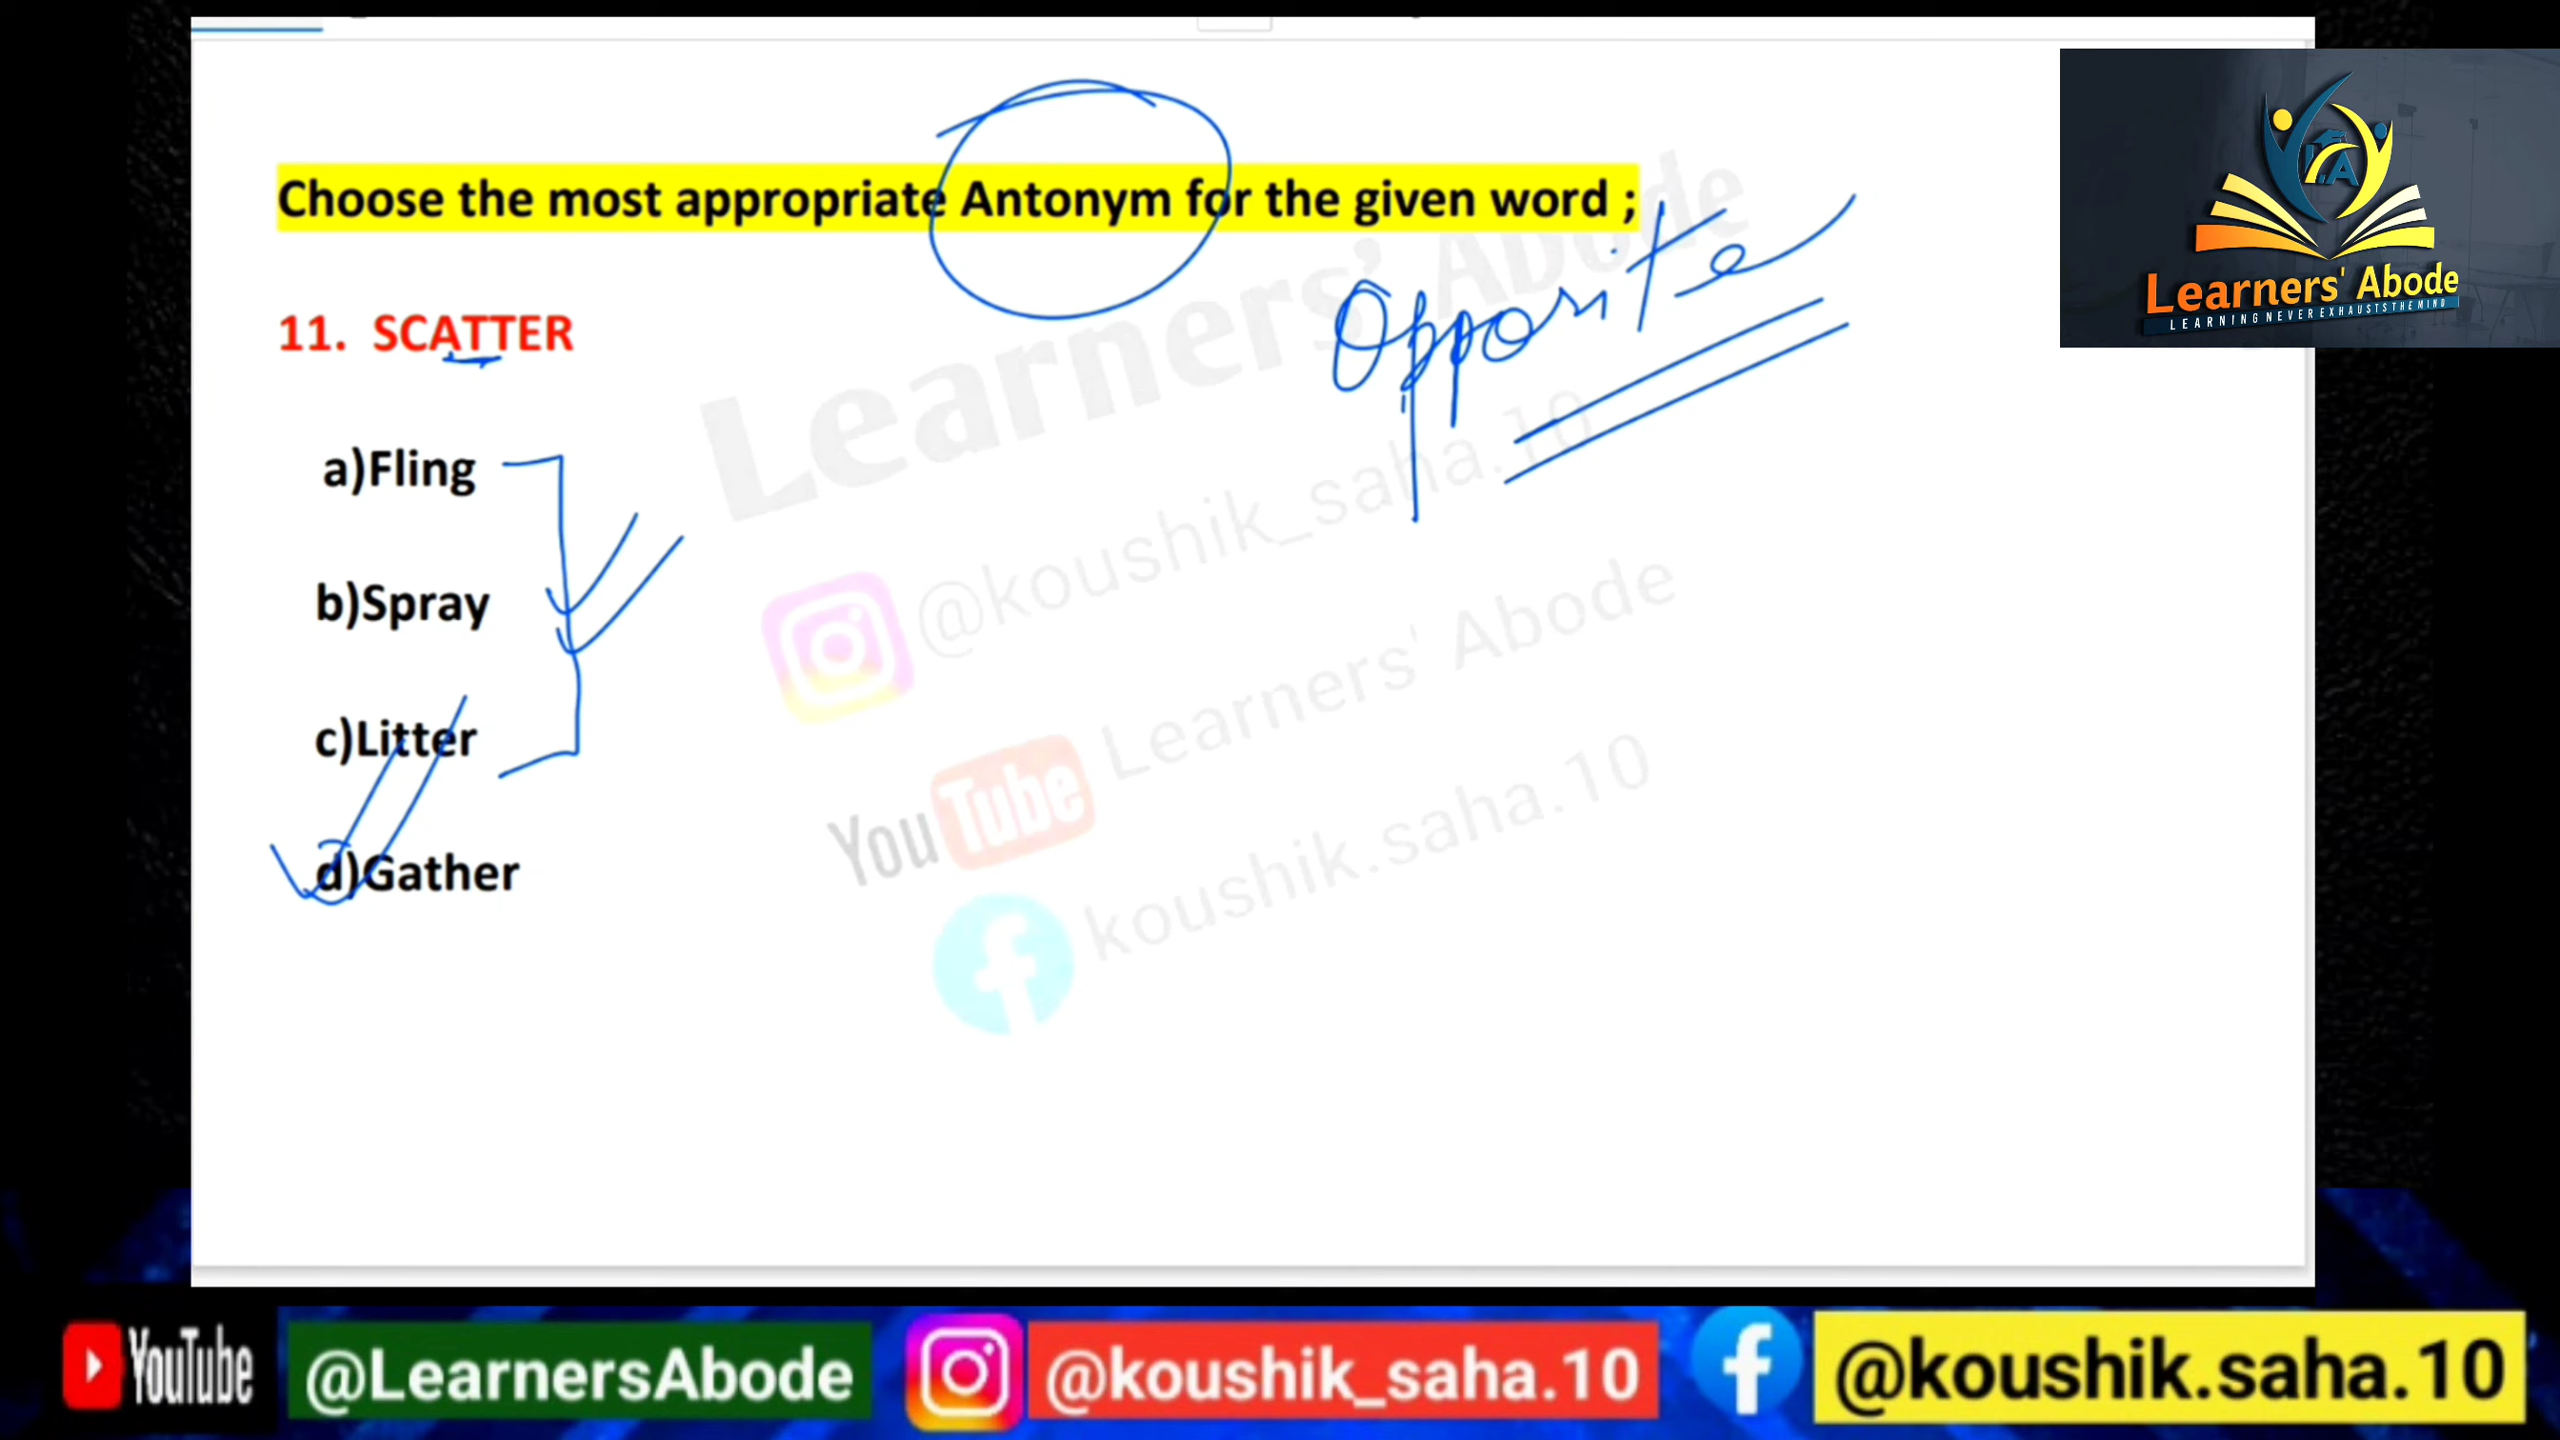 Choose the most appropriate Antonym for the given word ;
Opposite
11. SCATTER
a)Fling
b)Spray
c)Litter
d)Gather
Learners' Abode
@koushik_saha.10
YouTube Learners' Abode
koushik.saha.10
Learners' Abode
LEARNING NEVER EXHAUSTS THE MIND
YouTube @LearnersAbode @koushik_saha.10 @koushik.saha.10